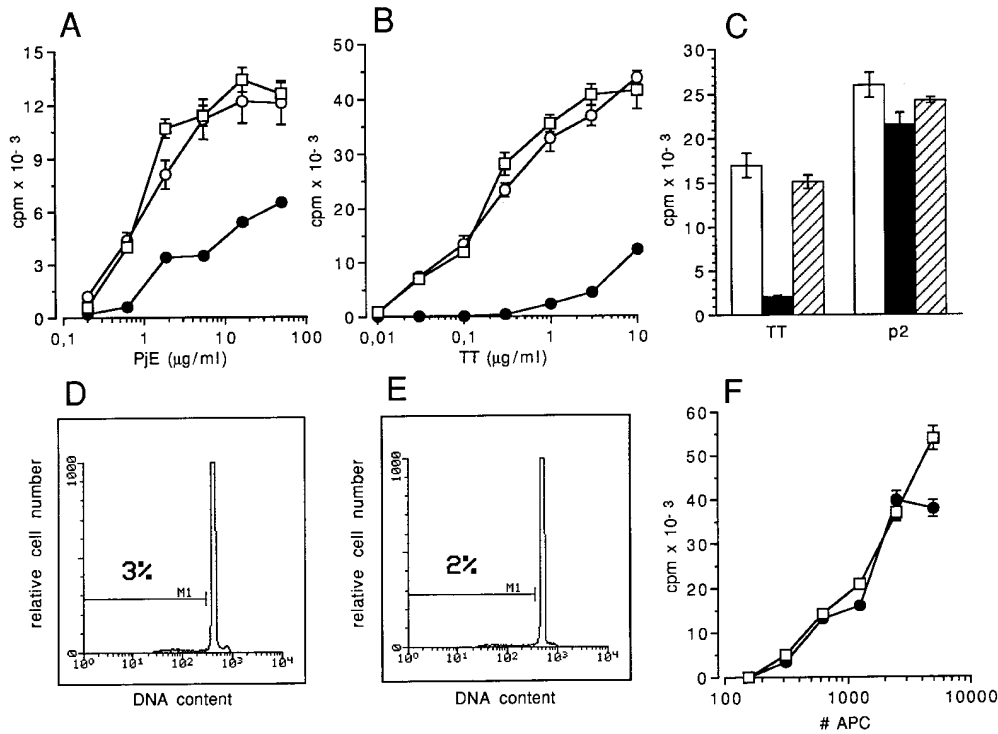 A
15
12
9
6
3
0
cpm x 10⁻³
0,1
1
10
100
PjE (µg/ml)
B
50
40
30
20
10
0
cpm x 10⁻³
0,01
0,1
1
10
TT (µg/ml)
C
30
25
20
15
10
5
0
cpm x 10⁻³
TT
p2
D
relative cell number
1000
0
3%
M1
10⁰
10¹
10²
10³
10⁴
DNA content
E
relative cell number
1000
0
2%
M1
10⁰
10¹
10²
10³
10⁴
DNA content
F
60
50
40
30
20
10
0
cpm x 10⁻³
100
1000
10000
# APC